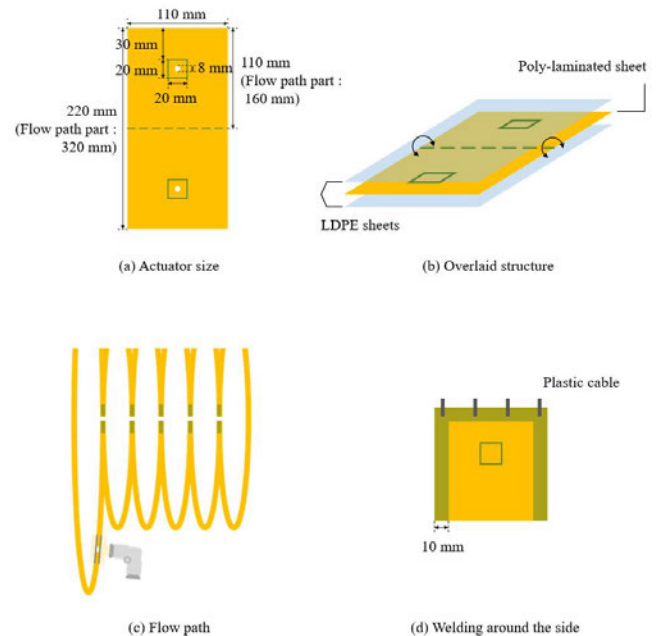 110 mm
30 mm
20 mm
8 mm
20 mm
110 mm
(Flow path part :
160 mm)
220 mm
(Flow path part :
320 mm)
(a) Actuator size
Poly-laminated sheet
LDPE sheets
(b) Overlaid structure
(c) Flow path
Plastic cable
10 mm
(d) Welding around the side